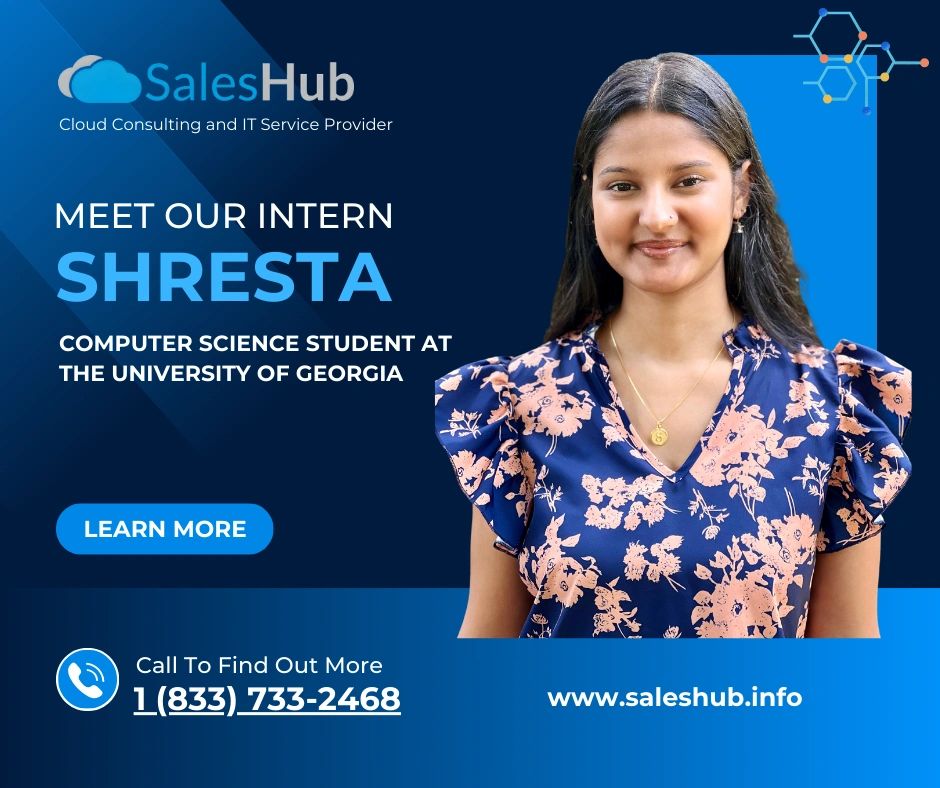 SalesHub
Cloud Consulting and IT Service Provider
MEET OUR INTERN
SHRESTA
COMPUTER SCIENCE STUDENT AT
THE UNIVERSITY OF GEORGIA
LEARN MORE
Call To Find Out More
1 (833) 733-2468
www.saleshub.info